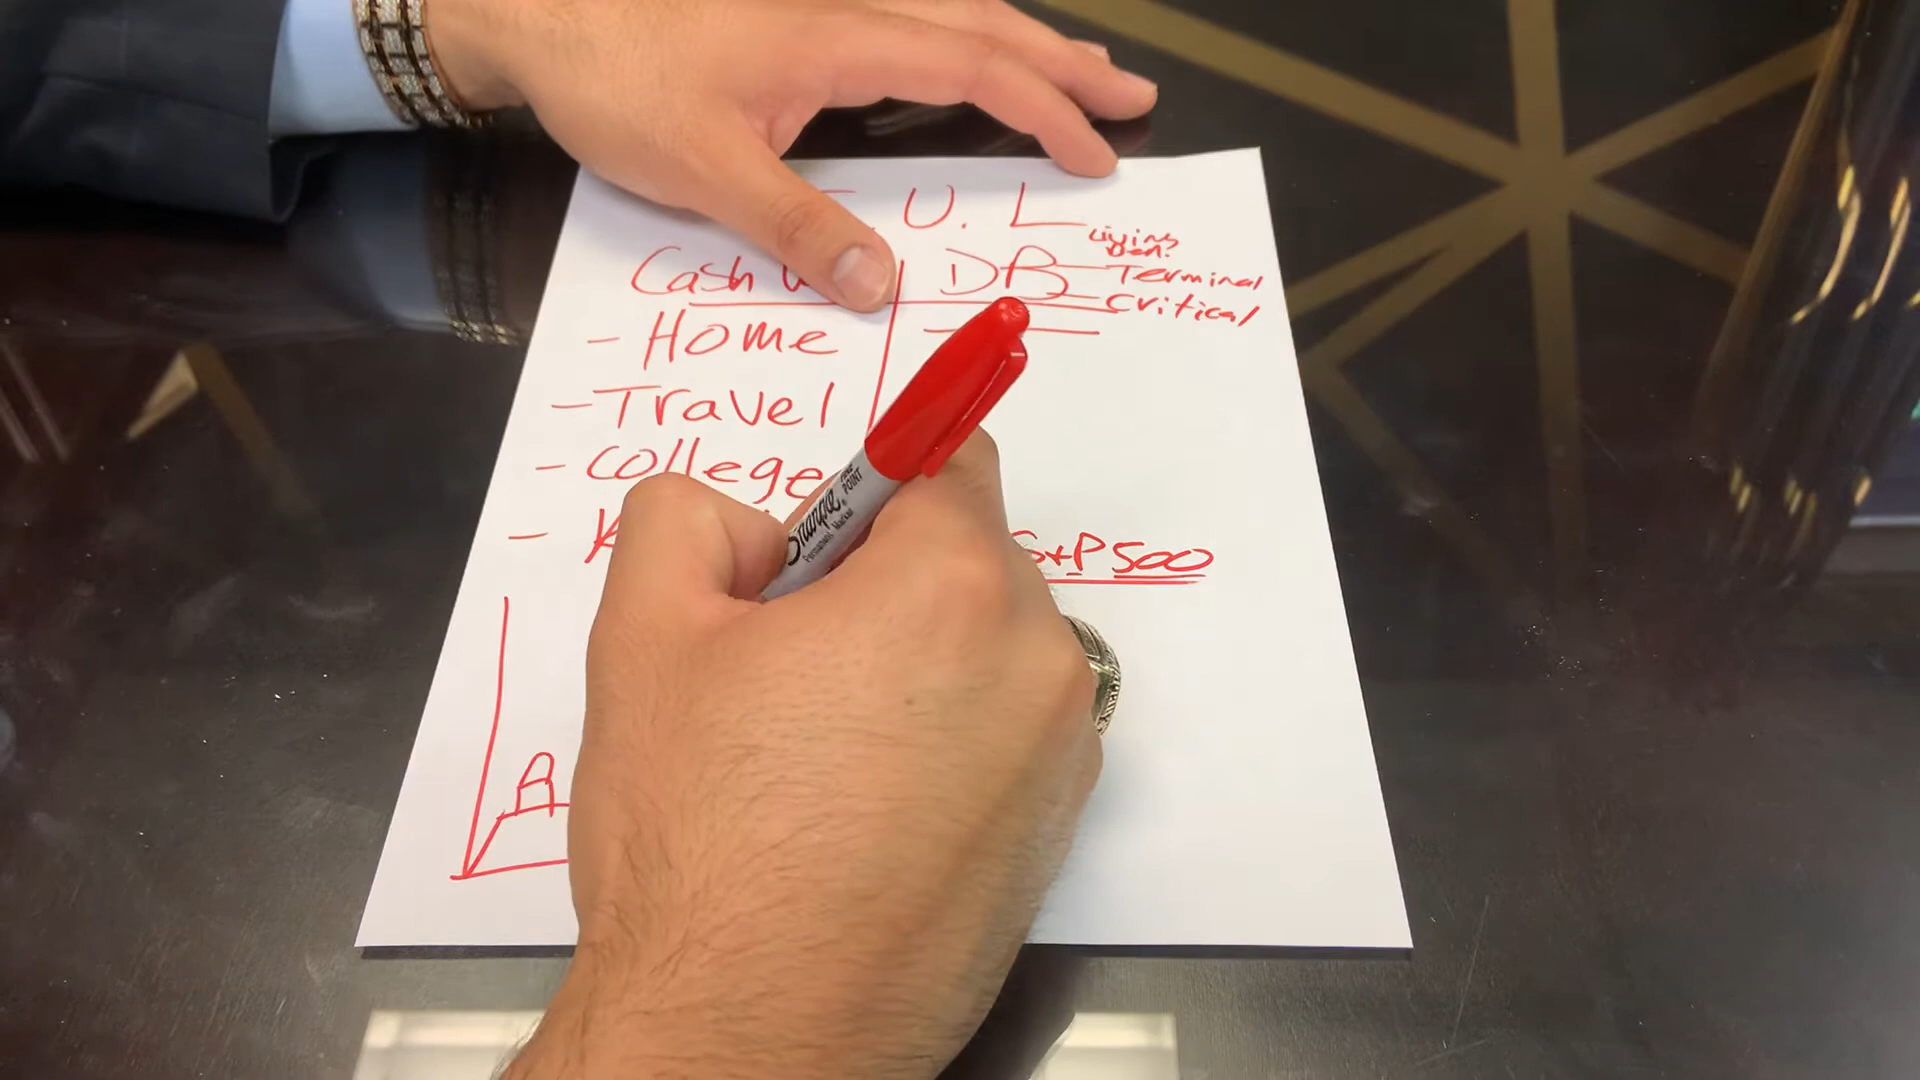 U. L
Living
Ben.
Cash
DB
Terminal
Critical
- Home
- Travel
- College
S+P 500
Sharpie
FINE
POINT
Permanent Marker